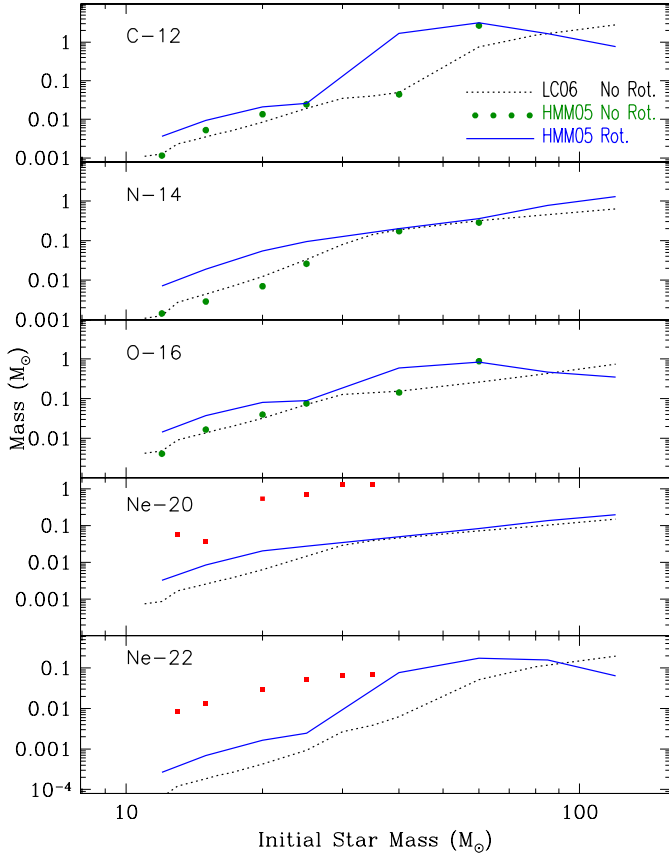 C-12
1
0.1
0.01
0.001
LC06 No Rot.
HMM05 No Rot.
HMM05 Rot.
N-14
1
0.1
0.01
0.001
O-16
1
0.1
0.01
Ne-20
1
0.1
0.01
0.001
Ne-22
0.1
0.01
0.001
10⁻⁴
10
100
Mass (M☉)
Initial Star Mass (M☉)